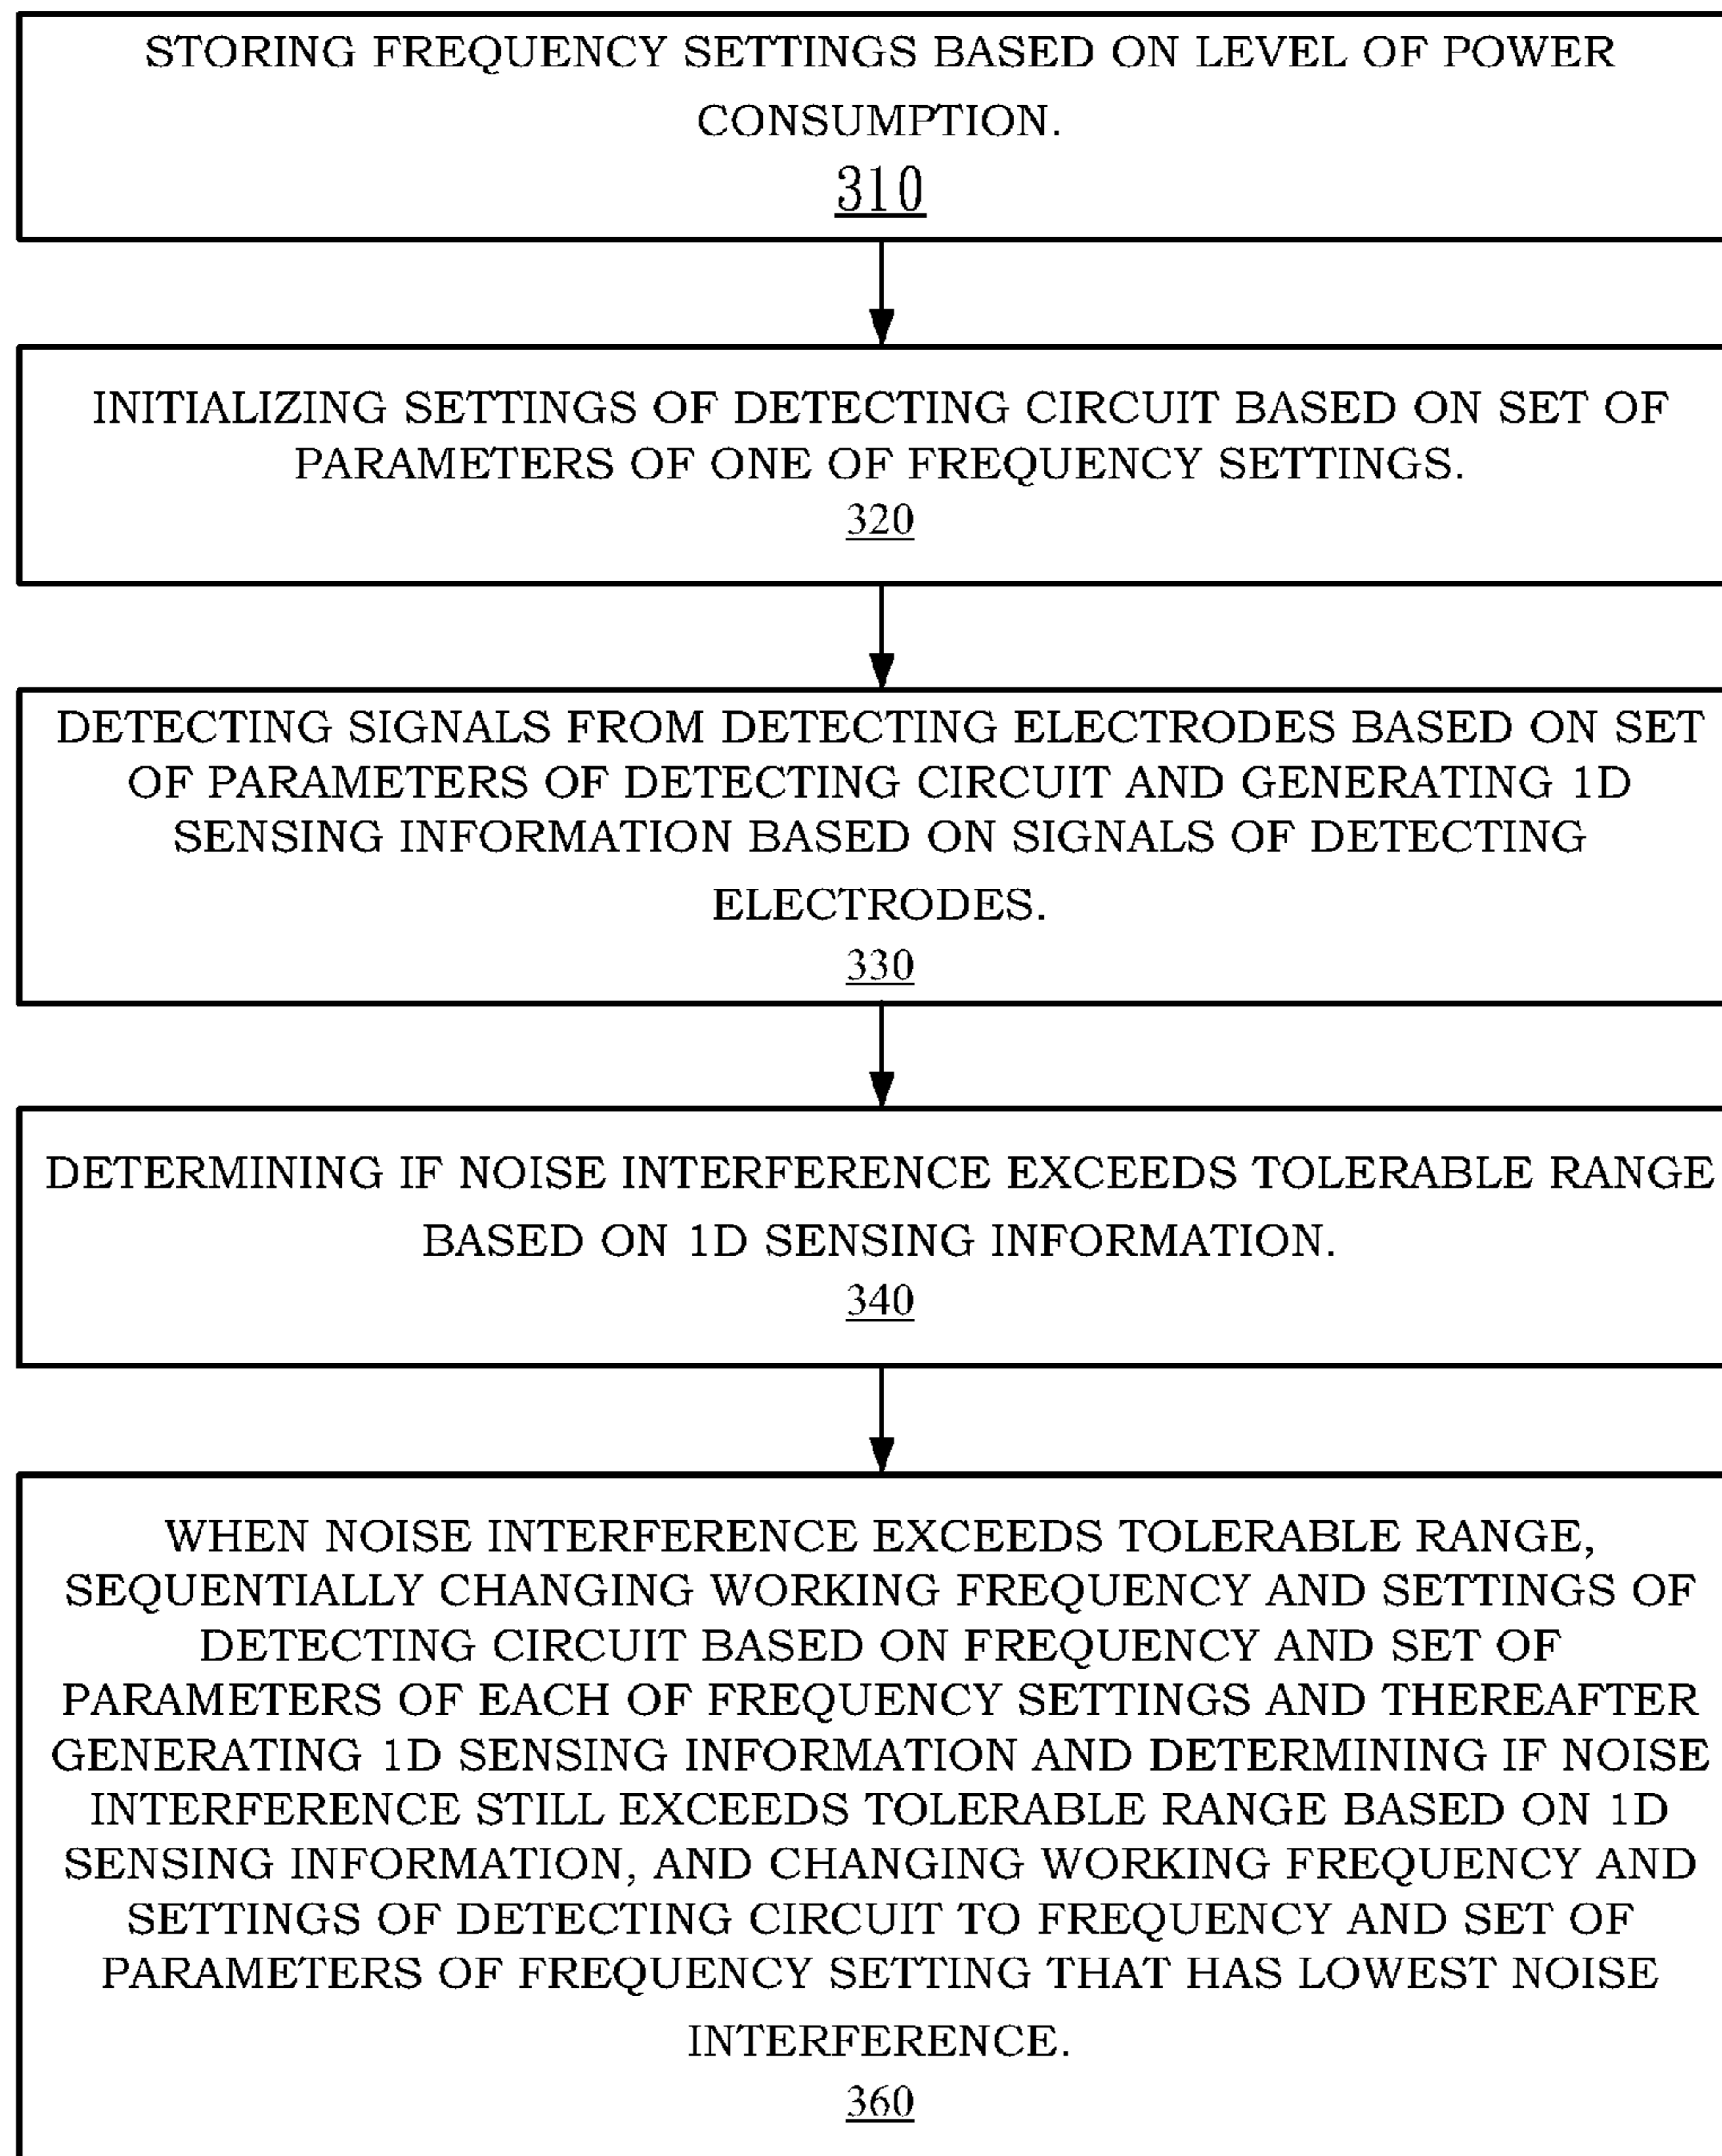 STORING FREQUENCY SETTINGS BASED ON LEVEL OF POWER
CONSUMPTION.
310
INITIALIZING SETTINGS OF DETECTING CIRCUIT BASED ON SET OF
PARAMETERS OF ONE OF FREQUENCY SETTINGS.
320
DETECTING SIGNALS FROM DETECTING ELECTRODES BASED ON SET
OF PARAMETERS OF DETECTING CIRCUIT AND GENERATING 1D
SENSING INFORMATION BASED ON SIGNALS OF DETECTING
ELECTRODES.
330
DETERMINING IF NOISE INTERFERENCE EXCEEDS TOLERABLE RANGE
BASED ON 1D SENSING INFORMATION.
340
WHEN NOISE INTERFERENCE EXCEEDS TOLERABLE RANGE,
SEQUENTIALLY CHANGING WORKING FREQUENCY AND SETTINGS OF
DETECTING CIRCUIT BASED ON FREQUENCY AND SET OF
PARAMETERS OF EACH OF FREQUENCY SETTINGS AND THEREAFTER
GENERATING 1D SENSING INFORMATION AND DETERMINING IF NOISE
INTERFERENCE STILL EXCEEDS TOLERABLE RANGE BASED ON 1D
SENSING INFORMATION, AND CHANGING WORKING FREQUENCY AND
SETTINGS OF DETECTING CIRCUIT TO FREQUENCY AND SET OF
PARAMETERS OF FREQUENCY SETTING THAT HAS LOWEST NOISE
INTERFERENCE.
360